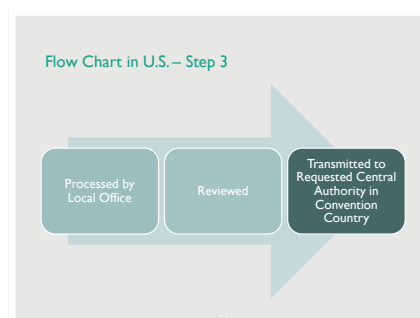 Flow Chart in U.S. – Step 3
Processed by
Local Office
Reviewed
Transmitted to
Requested Central
Authority in
Convention
Country